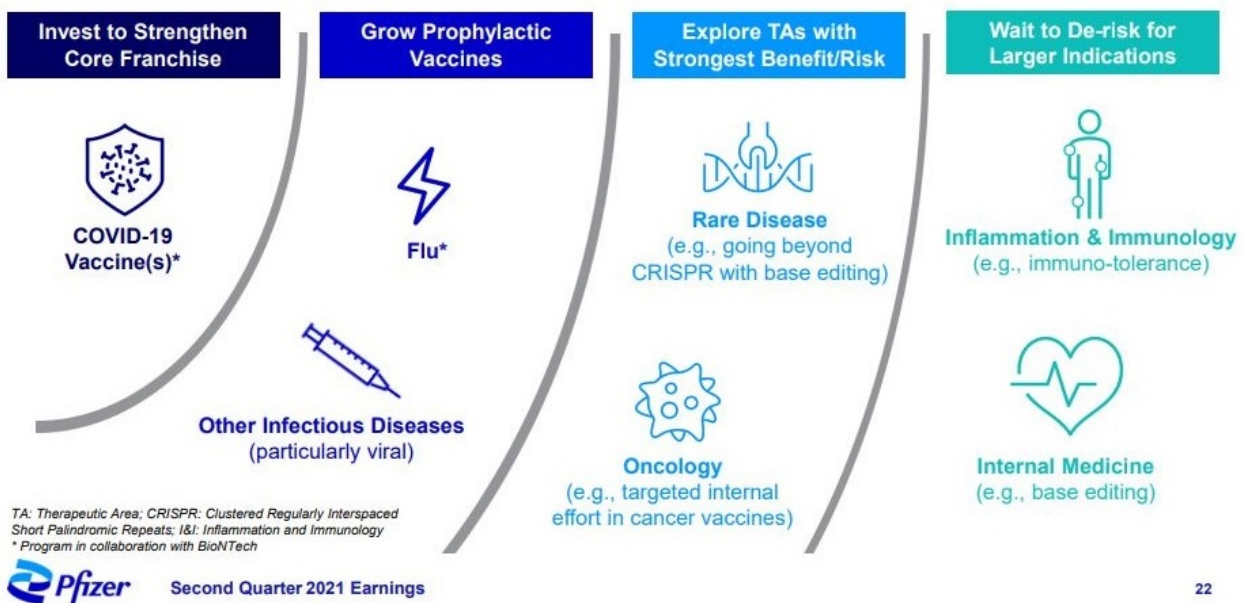 Invest to Strengthen
Core Franchise
Grow Prophylactic
Vaccines
Explore TAs with
Strongest Benefit/Risk
Wait to De-risk for
Larger Indications
COVID-19
Vaccine(s)*
Flu*
Other Infectious Diseases
(particularly viral)
Rare Disease
(e.g., going beyond
CRISPR with base editing)
Oncology
(e.g., targeted internal
effort in cancer vaccines)
Inflammation & Immunology
(e.g., immuno-tolerance)
Internal Medicine
(e.g., base editing)
TA: Therapeutic Area; CRISPR: Clustered Regularly Interspaced
Short Palindromic Repeats; I&I: Inflammation and Immunology
* Program in collaboration with BioNTech
Pfizer
Second Quarter 2021 Earnings
22